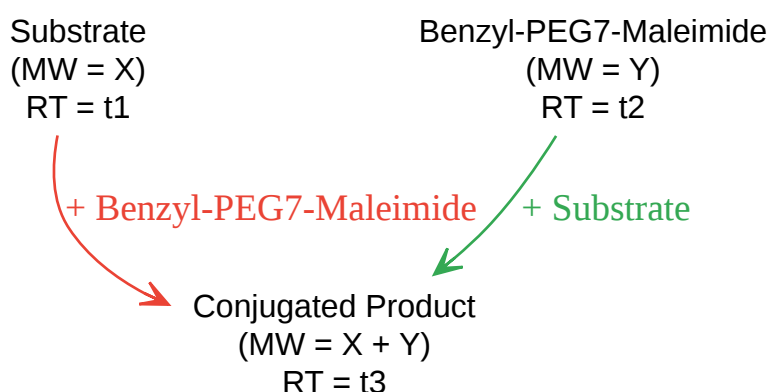 Substrate
(MW = X)
RT = t1
Benzyl-PEG7-Maleimide
(MW = Y)
RT = t2
+ Benzyl-PEG7-Maleimide
+ Substrate
Conjugated Product
(MW = X + Y)
RT = t3